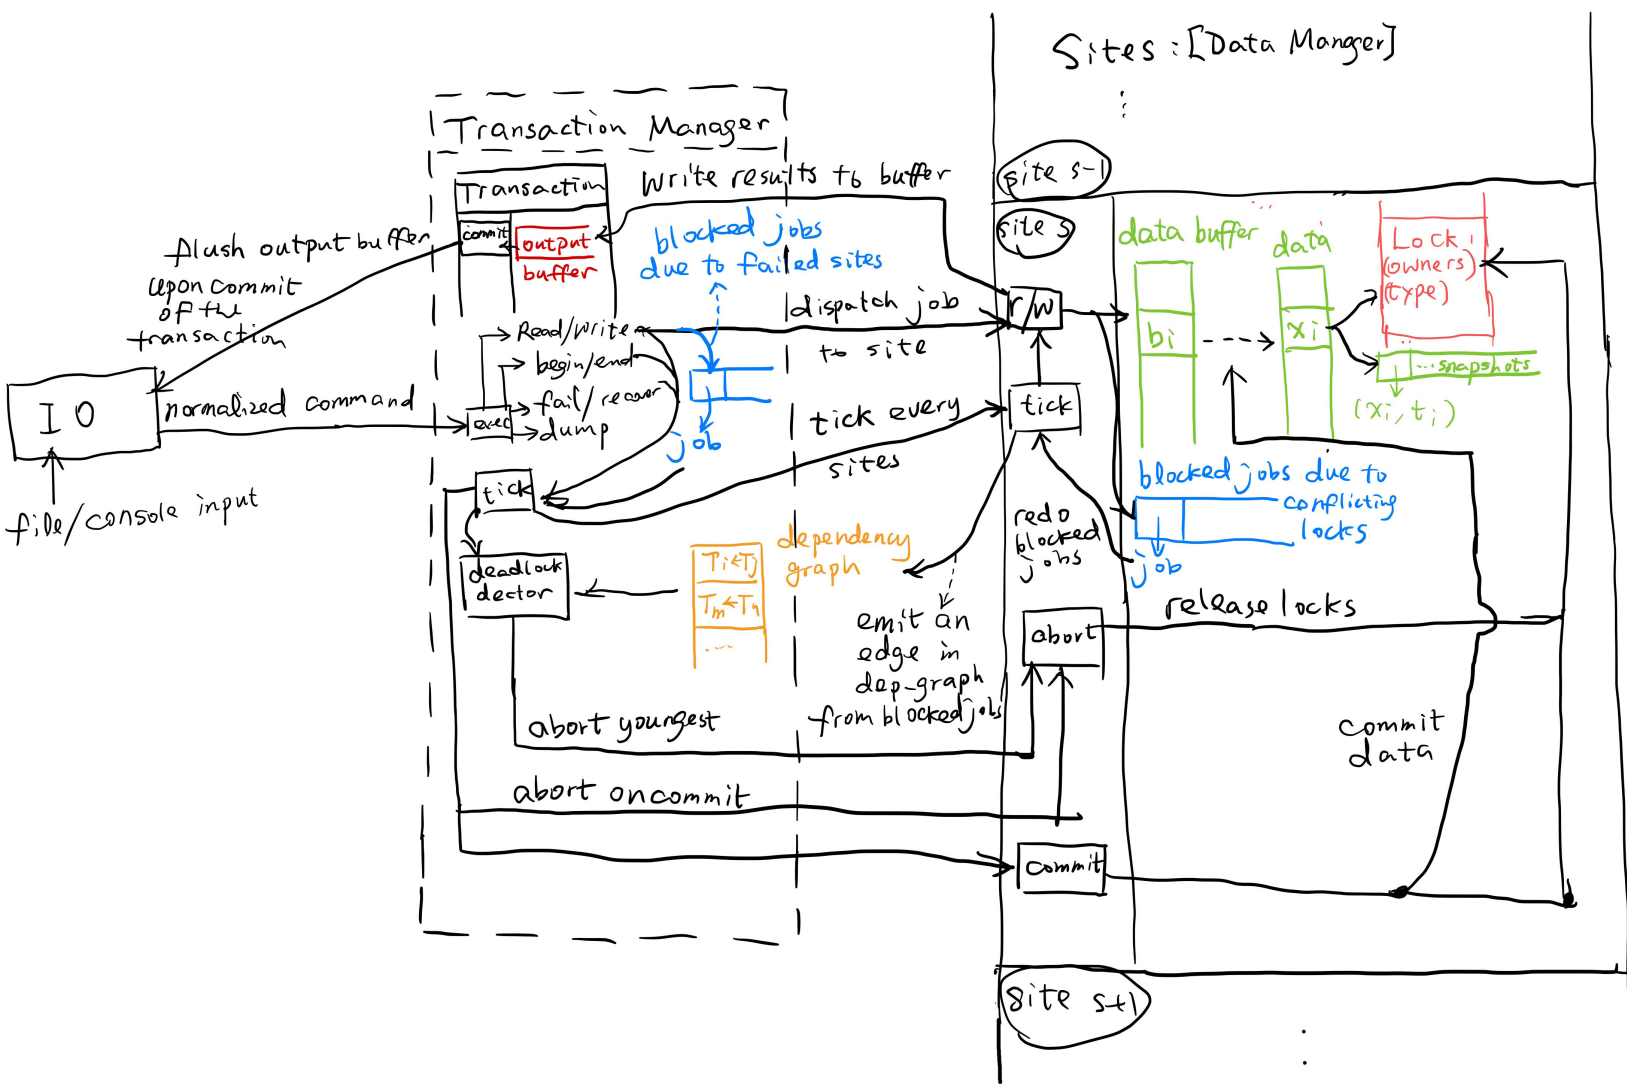 Sites : [Data Manger]
Transaction Manager
site s-1
Transaction
Write results to buffer
site s
commit
output
buffer
flush output buffer
upon commit
of the
transaction
blocked jobs
due to failed sites
data buffer
data
Lock
(owners)
(type)
r/w
bi
xi
... snapshots
(xi, ti)
dispatch job
to site
Read/write
begin/end
fail/recover
dump
exec
IO
normalized command
job
tick every
sites
tick
file/console input
tick
blocked jobs due to
conflicting
locks
job
redo
blocked
jobs
dependency
graph
Ti←Tj
Tm←Tn
....
deadlock
dector
emit an
edge in
dep-graph
from blocked jobs
abort
release locks
abort youngest
commit
data
abort on commit
commit
site s+1